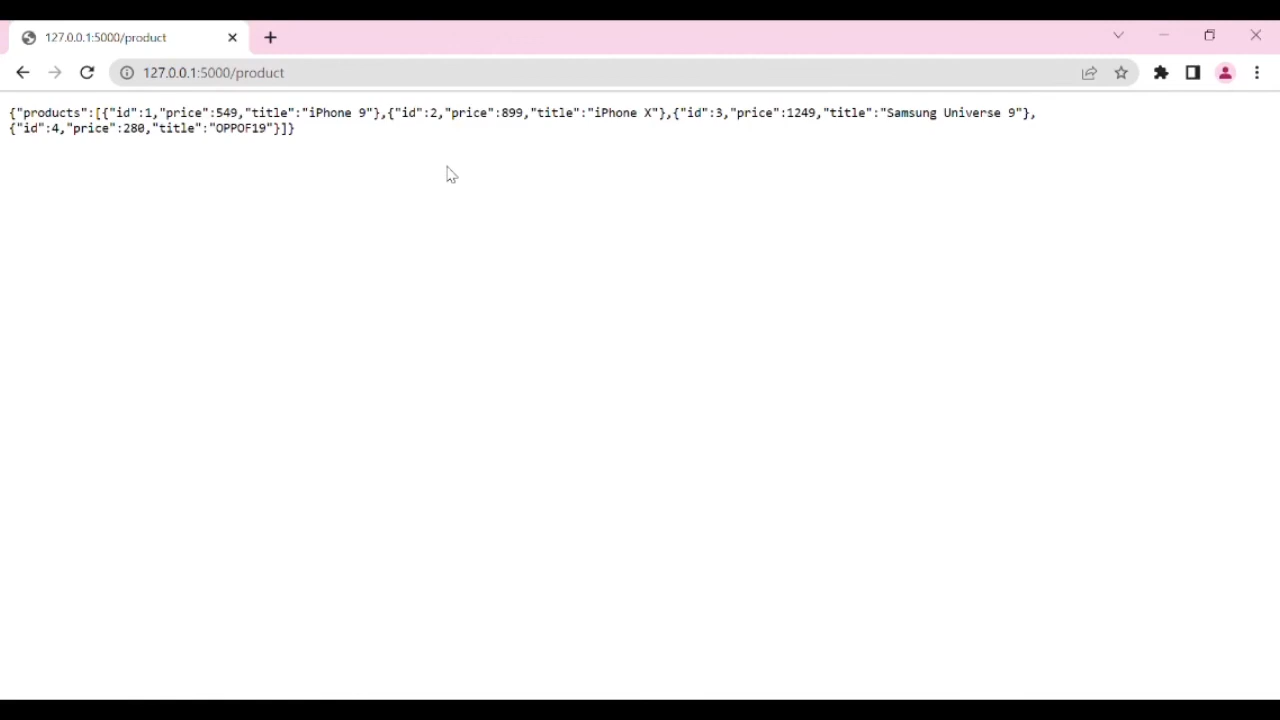 127.0.0.1:5000/product
127.0.0.1:5000/product
{"products":[{"id":1,"price":549,"title":"iPhone 9"},{"id":2,"price":899,"title":"iPhone X"},{"id":3,"price":1249,"title":"Samsung Universe 9"},
{"id":4,"price":280,"title":"OPPOF19"}]}